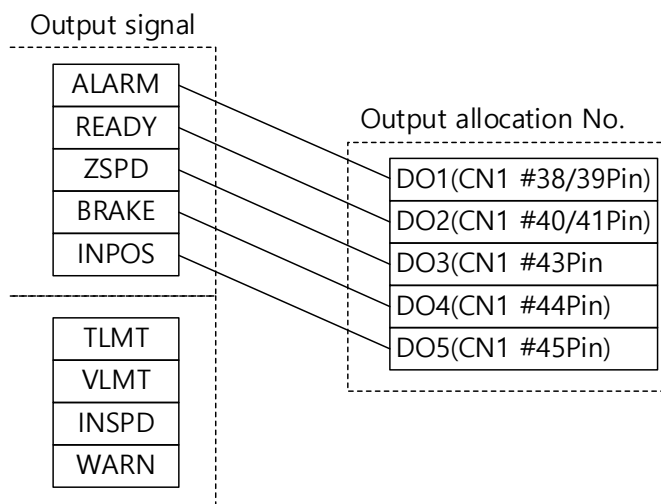 Output signal
ALARM
READY
ZSPD
BRAKE
INPOS
TLMT
VLMT
INSPD
WARN
Output allocation No.
DO1(CN1 #38/39Pin)
DO2(CN1 #40/41Pin)
DO3(CN1 #43Pin
DO4(CN1 #44Pin)
DO5(CN1 #45Pin)